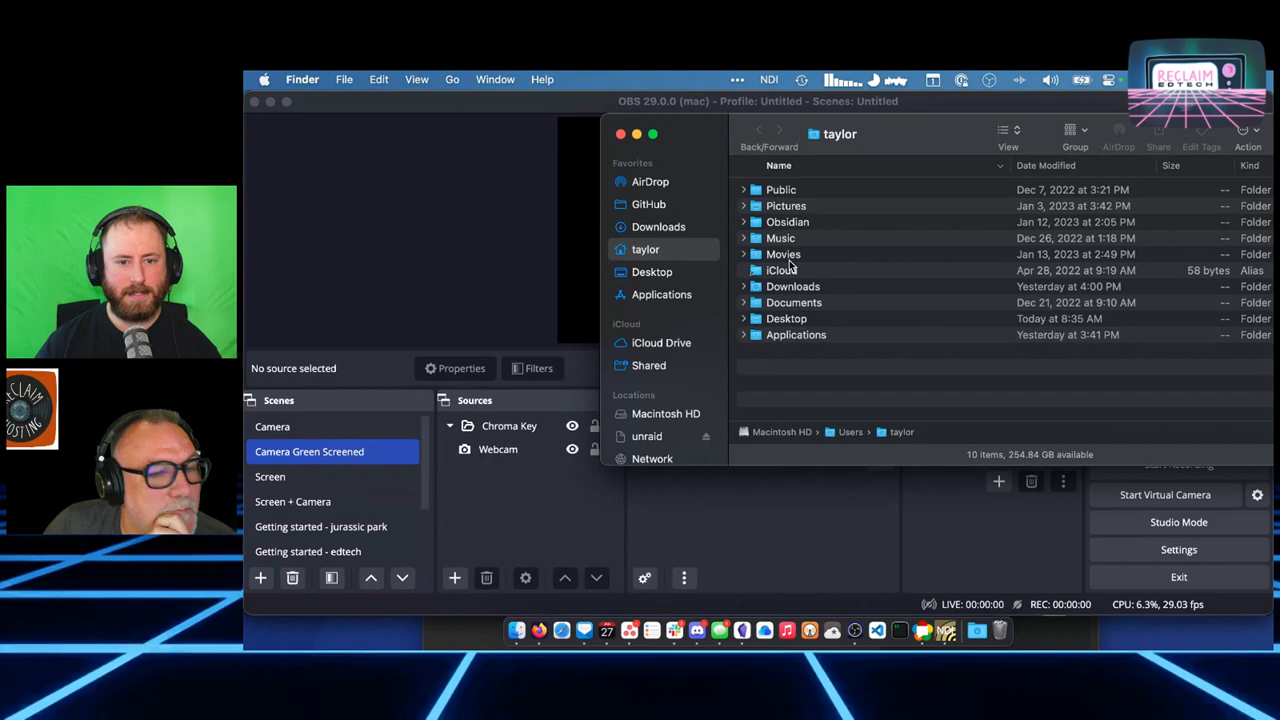 RECLAIM
EDTECH
Finder File Edit View Go Window Help
NDI
OBS 29.0.0 (mac) - Profile: Untitled - Scenes: Untitled
taylor
Back/Forward View Group AirDrop Share Edit Tags Action
Favorites
AirDrop
GitHub
Downloads
taylor
Desktop
Applications
iCloud
iCloud Drive
Shared
Locations
Macintosh HD
unraid
Network
Name Date Modified Size Kind
Public Dec 7, 2022 at 3:21 PM -- Folder
Pictures Jan 3, 2023 at 3:42 PM -- Folder
Obsidian Jan 12, 2023 at 2:05 PM -- Folder
Music Dec 26, 2022 at 1:18 PM -- Folder
Movies Jan 13, 2023 at 2:49 PM -- Folder
iCloud Apr 28, 2022 at 9:19 AM 58 bytes Alias
Downloads Yesterday at 4:00 PM -- Folder
Documents Dec 21, 2022 at 9:10 AM -- Folder
Desktop Today at 8:35 AM -- Folder
Applications Yesterday at 3:41 PM -- Folder
Macintosh HD › Users › taylor
10 items, 254.84 GB available
No source selected
Properties
Filters
Scenes
Camera
Camera Green Screened
Screen
Screen + Camera
Getting started - jurassic park
Getting started - edtech
Sources
Chroma Key
Webcam
Start Recording
Start Virtual Camera
Studio Mode
Settings
Exit
LIVE: 00:00:00 REC: 00:00:00 CPU: 6.3%, 29.03 fps
27
RECLAIM
HOSTING